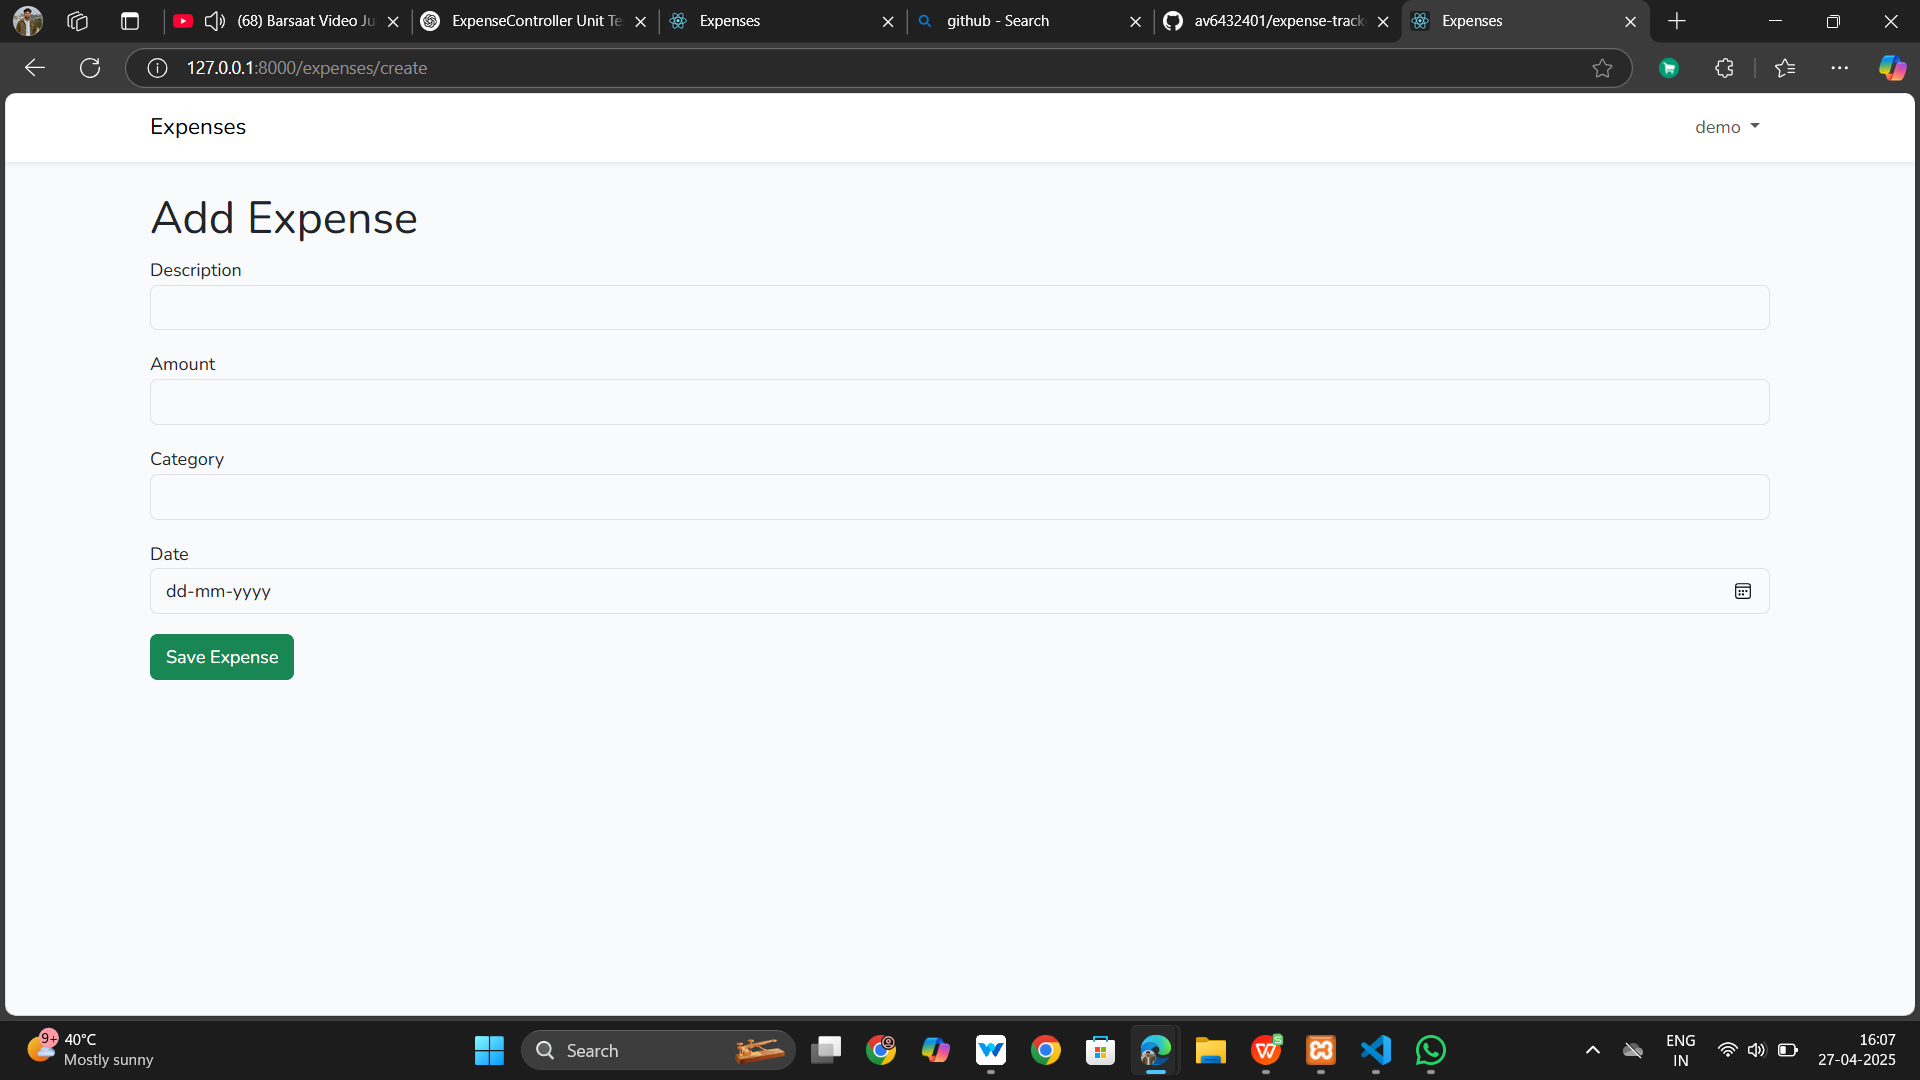 (68) Barsaat Video Ju
ExpenseController Unit Te
Expenses
github - Search
av6432401/expense-track
Expenses
127.0.0.1:8000/expenses/create
Expenses
demo
Add Expense
Description
Amount
Category
Date
dd-mm-yyyy
Save Expense
9+
40°C
Mostly sunny
Search
ENG
IN
16:07
27-04-2025